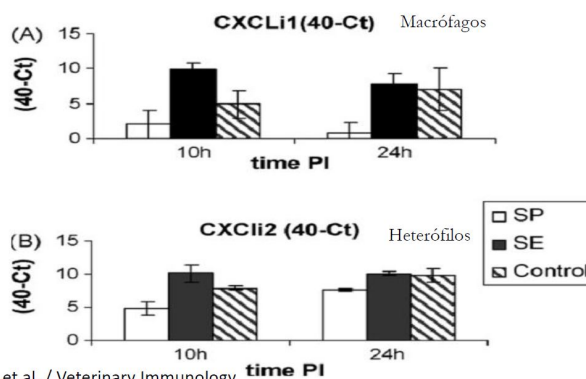 (A) CXCLi1(40-Ct) Macrófagos
(40-Ct)
15
10
5
0
10h 24h
time PI
(B) CXCli2 (40-Ct) Heterófilos
(40-Ct)
15
10
5
0
10h 24h
time PI
SP
SE
Control
et al. / Veterinary Immunology